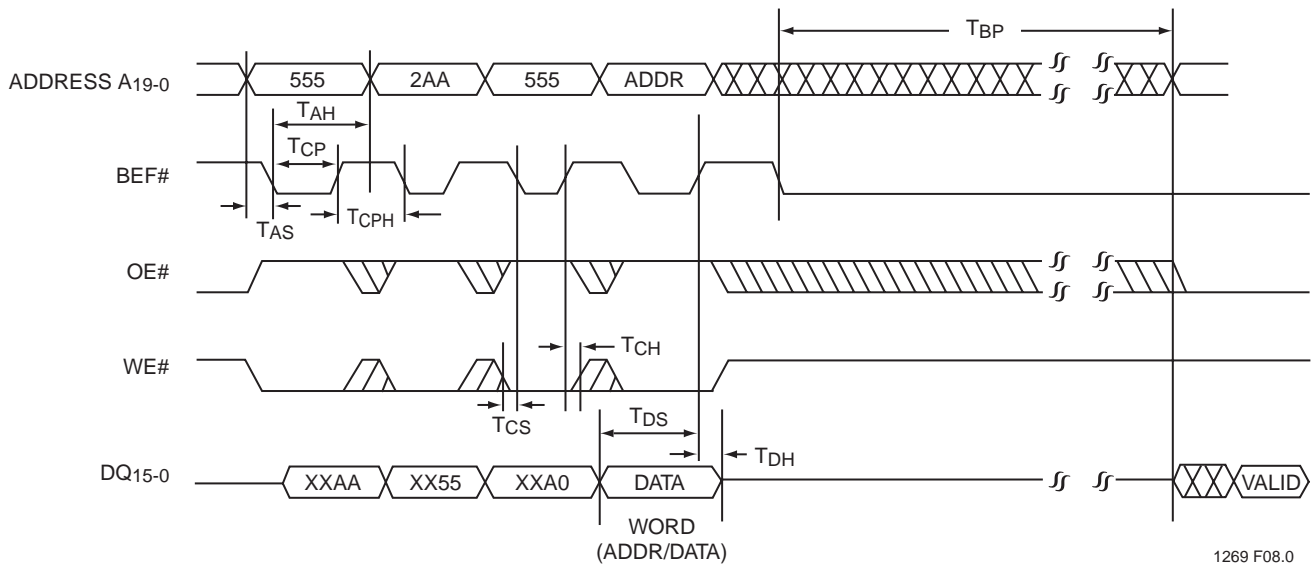 TBP
ADDRESS A19-0
555
2AA
555
ADDR
TAH
TCP
BEF#
TAS
TCPH
OE#
WE#
TCH
TCS
TDS
TDH
DQ15-0
XXAA
XX55
XXA0
DATA
VALID
WORD
(ADDR/DATA)
1269 F08.0